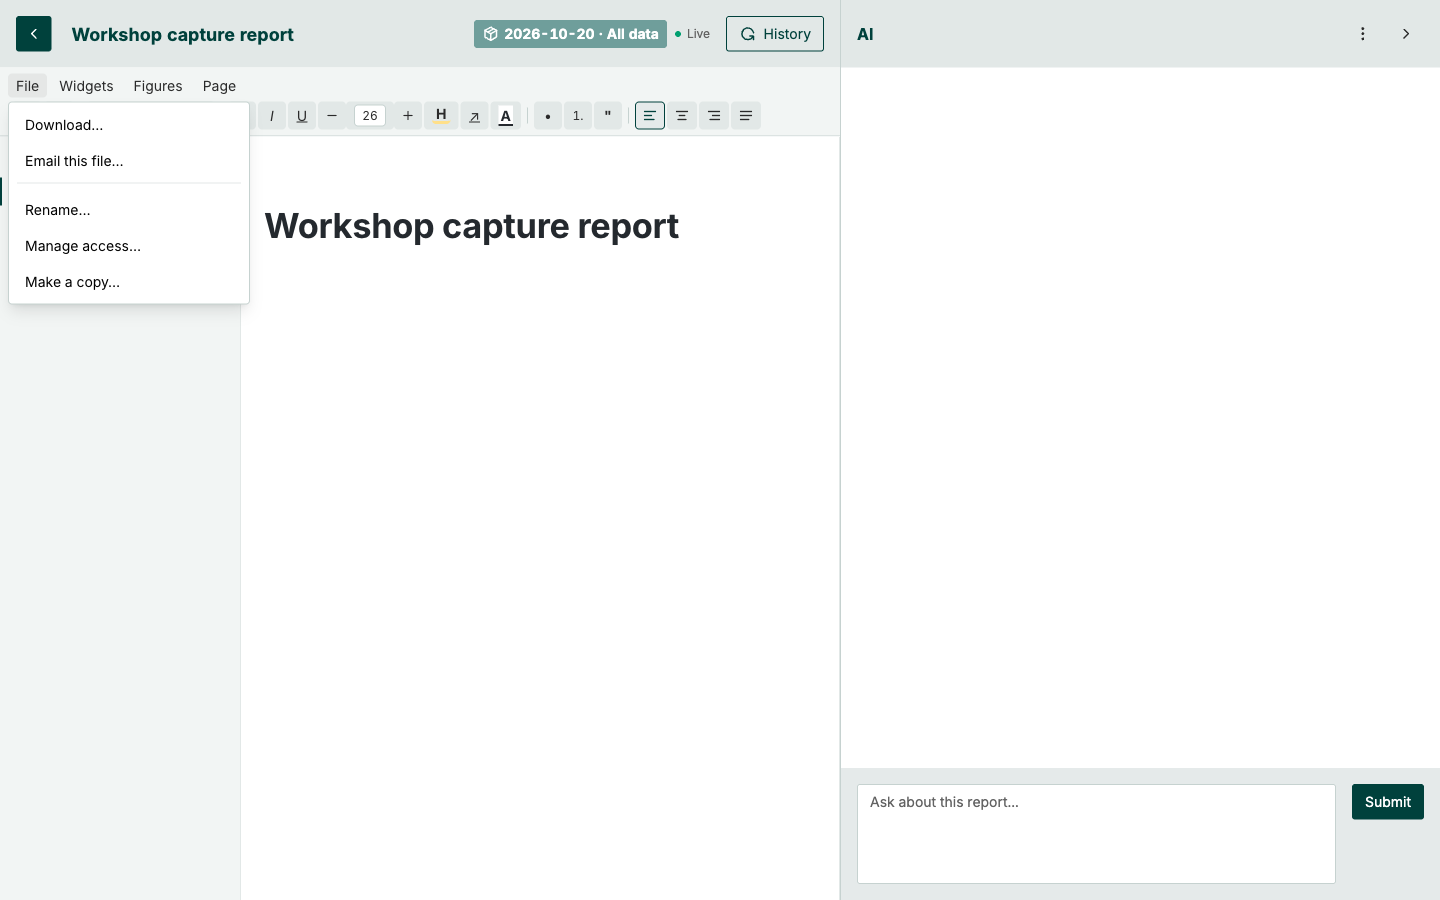 Workshop capture report
2026-10-20 · All data
Live
History
AI
File Widgets Figures Page
I U − 26 + H A • 1. "
Download...
Email this file...
Rename...
Manage access...
Make a copy...
Workshop capture report
Ask about this report...
Submit